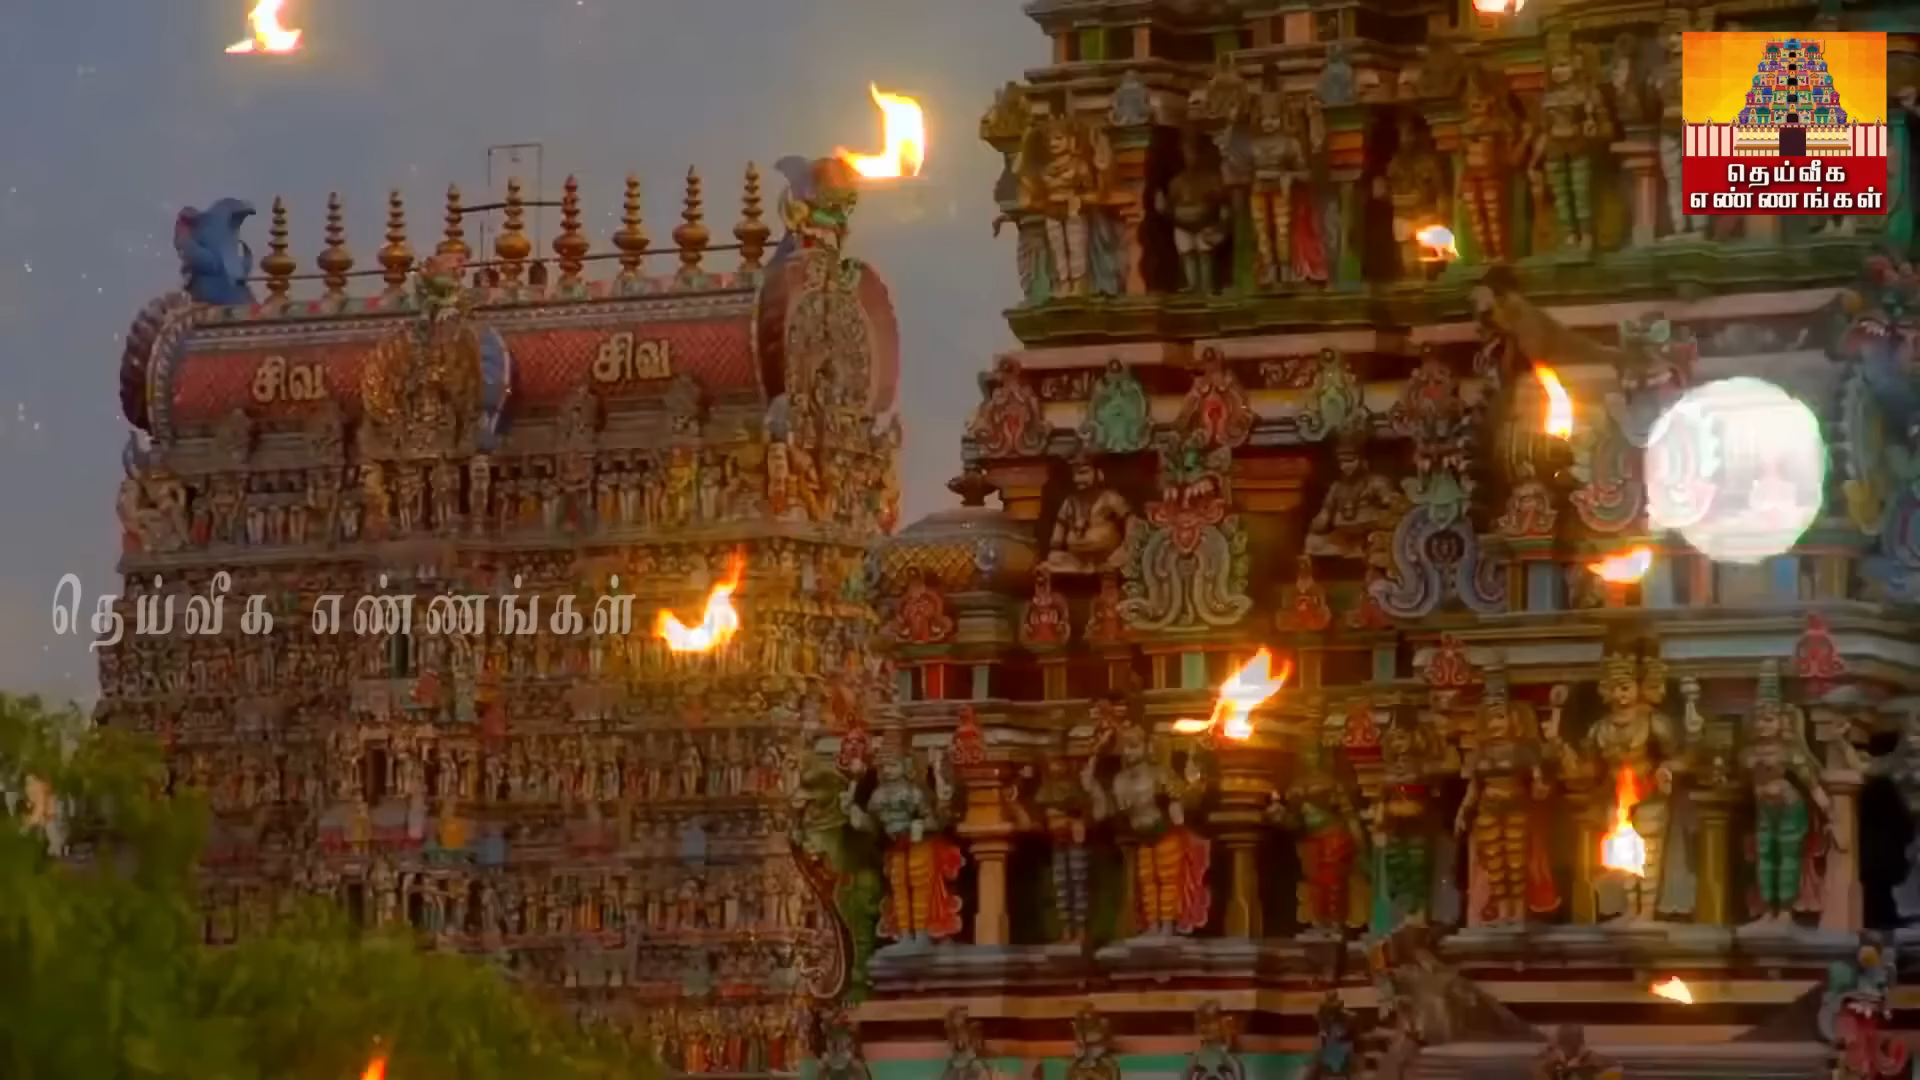 தெய்வீக
எண்ணங்கள்
சிவ சிவ
தெய்வீக எண்ணங்கள்